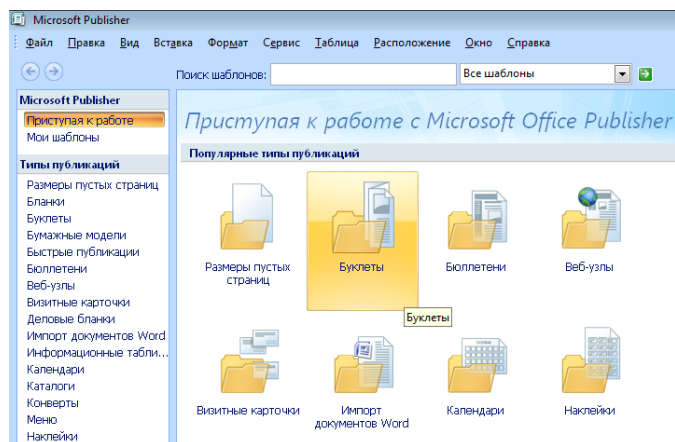 Microsoft Publisher
Файл Правка Вид Вставка Формат Сервис Таблица Расположение Окно Справка
Поиск шаблонов: Все шаблоны
Microsoft Publisher
Приступая к работе
Мои шаблоны
Типы публикаций
Размеры пустых страниц
Бланки
Буклеты
Бумажные модели
Быстрые публикации
Бюллетени
Веб-узлы
Визитные карточки
Деловые бланки
Импорт документов Word
Информационные табли...
Календари
Каталоги
Конверты
Меню
Наклейки
Приступая к работе с Microsoft Office Publisher
Популярные типы публикаций
Размеры пустых
страниц
Буклеты
Бюллетени
Веб-узлы
Буклеты
Визитные карточки
Импорт
документов Word
Календари
Наклейки